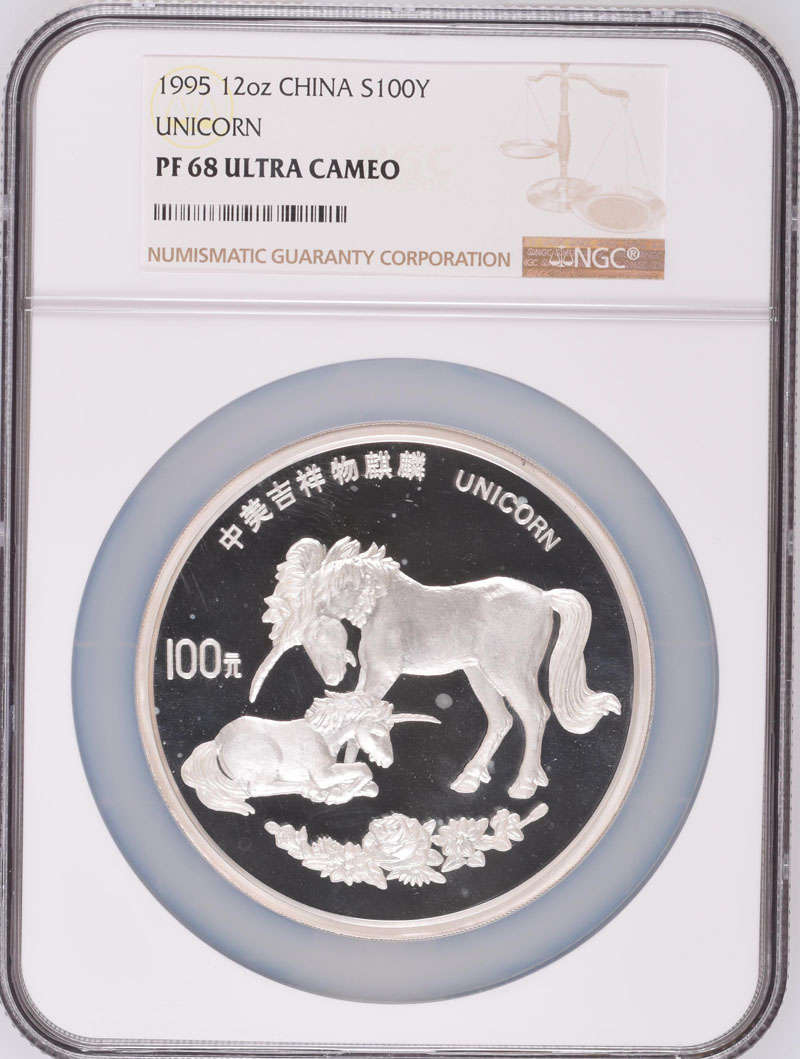 1995 12oz CHINA S100Y
UNICORN
PF 68 ULTRA CAMEO
NUMISMATIC GUARANTY CORPORATION
NGC®
中美吉祥物麒麟 UNICORN
100元